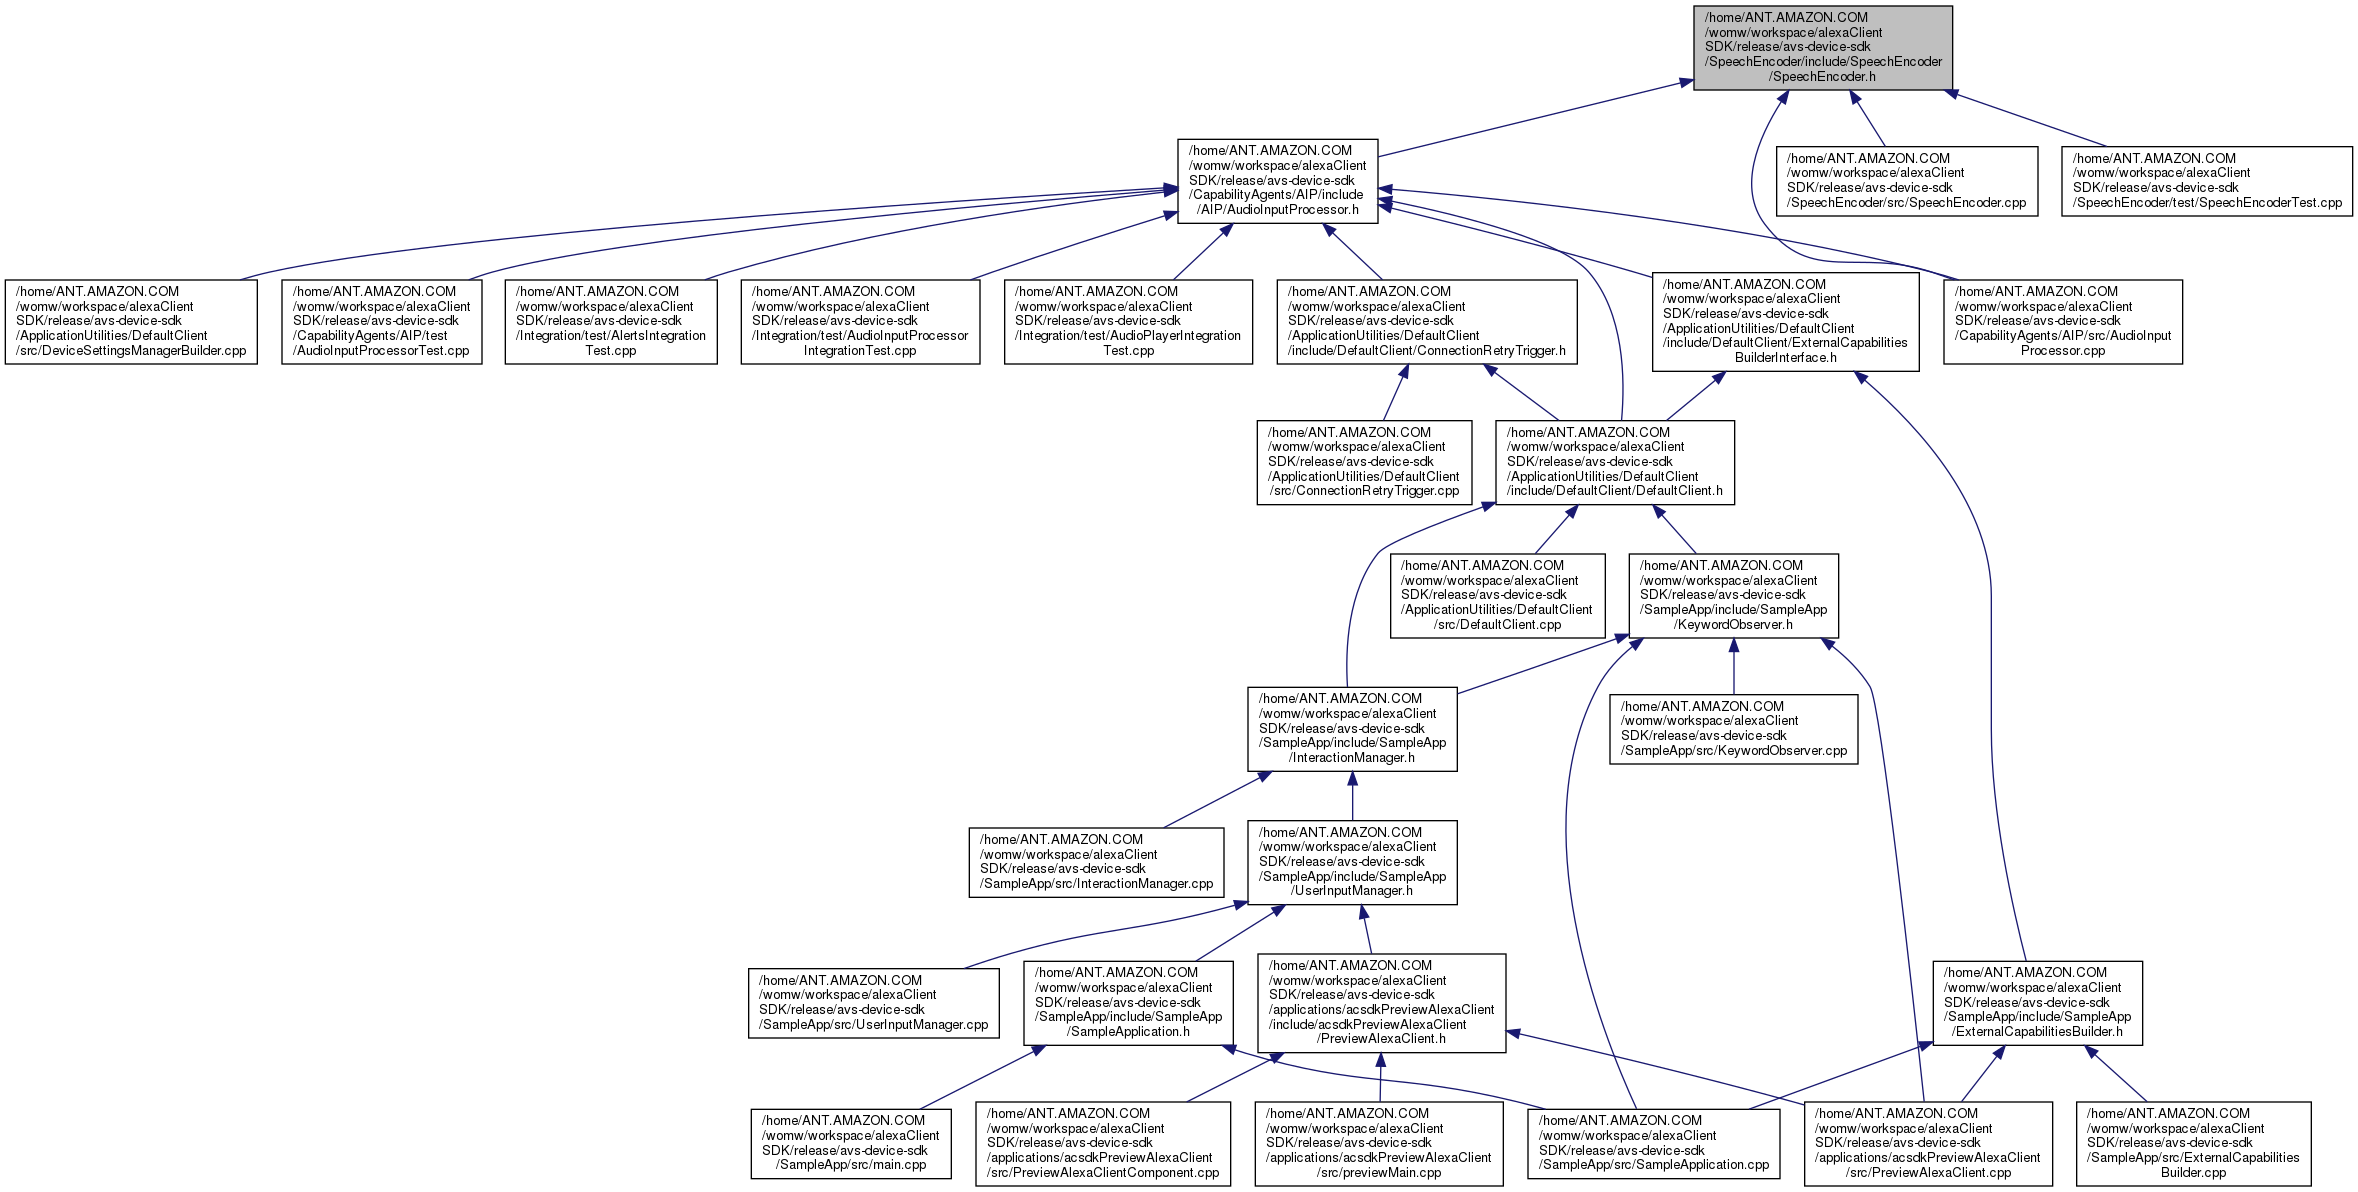 /home/ANT.AMAZON.COM
/womw/workspace/alexaClient
SDK/release/avs-device-sdk
/SpeechEncoder/include/SpeechEncoder
/SpeechEncoder.h
/home/ANT.AMAZON.COM
/womw/workspace/alexaClient
SDK/release/avs-device-sdk
/CapabilityAgents/AIP/include
/AIP/AudioInputProcessor.h
/home/ANT.AMAZON.COM
/womw/workspace/alexaClient
SDK/release/avs-device-sdk
/SpeechEncoder/src/SpeechEncoder.cpp
/home/ANT.AMAZON.COM
/womw/workspace/alexaClient
SDK/release/avs-device-sdk
/SpeechEncoder/test/SpeechEncoderTest.cpp
/home/ANT.AMAZON.COM
/womw/workspace/alexaClient
SDK/release/avs-device-sdk
/ApplicationUtilities/DefaultClient
/src/DeviceSettingsManagerBuilder.cpp
/home/ANT.AMAZON.COM
/womw/workspace/alexaClient
SDK/release/avs-device-sdk
/CapabilityAgents/AIP/test
/AudioInputProcessorTest.cpp
/home/ANT.AMAZON.COM
/womw/workspace/alexaClient
SDK/release/avs-device-sdk
/Integration/test/AlertsIntegration
Test.cpp
/home/ANT.AMAZON.COM
/womw/workspace/alexaClient
SDK/release/avs-device-sdk
/Integration/test/AudioInputProcessor
IntegrationTest.cpp
/home/ANT.AMAZON.COM
/womw/workspace/alexaClient
SDK/release/avs-device-sdk
/Integration/test/AudioPlayerIntegration
Test.cpp
/home/ANT.AMAZON.COM
/womw/workspace/alexaClient
SDK/release/avs-device-sdk
/ApplicationUtilities/DefaultClient
/include/DefaultClient/ConnectionRetryTrigger.h
/home/ANT.AMAZON.COM
/womw/workspace/alexaClient
SDK/release/avs-device-sdk
/ApplicationUtilities/DefaultClient
/include/DefaultClient/ExternalCapabilities
BuilderInterface.h
/home/ANT.AMAZON.COM
/womw/workspace/alexaClient
SDK/release/avs-device-sdk
/CapabilityAgents/AIP/src/AudioInput
Processor.cpp
/home/ANT.AMAZON.COM
/womw/workspace/alexaClient
SDK/release/avs-device-sdk
/ApplicationUtilities/DefaultClient
/src/ConnectionRetryTrigger.cpp
/home/ANT.AMAZON.COM
/womw/workspace/alexaClient
SDK/release/avs-device-sdk
/ApplicationUtilities/DefaultClient
/include/DefaultClient/DefaultClient.h
/home/ANT.AMAZON.COM
/womw/workspace/alexaClient
SDK/release/avs-device-sdk
/ApplicationUtilities/DefaultClient
/src/DefaultClient.cpp
/home/ANT.AMAZON.COM
/womw/workspace/alexaClient
SDK/release/avs-device-sdk
/SampleApp/include/SampleApp
/KeywordObserver.h
/home/ANT.AMAZON.COM
/womw/workspace/alexaClient
SDK/release/avs-device-sdk
/SampleApp/include/SampleApp
/InteractionManager.h
/home/ANT.AMAZON.COM
/womw/workspace/alexaClient
SDK/release/avs-device-sdk
/SampleApp/src/KeywordObserver.cpp
/home/ANT.AMAZON.COM
/womw/workspace/alexaClient
SDK/release/avs-device-sdk
/SampleApp/src/InteractionManager.cpp
/home/ANT.AMAZON.COM
/womw/workspace/alexaClient
SDK/release/avs-device-sdk
/SampleApp/include/SampleApp
/UserInputManager.h
/home/ANT.AMAZON.COM
/womw/workspace/alexaClient
SDK/release/avs-device-sdk
/SampleApp/src/UserInputManager.cpp
/home/ANT.AMAZON.COM
/womw/workspace/alexaClient
SDK/release/avs-device-sdk
/SampleApp/include/SampleApp
/SampleApplication.h
/home/ANT.AMAZON.COM
/womw/workspace/alexaClient
SDK/release/avs-device-sdk
/applications/acsdkPreviewAlexaClient
/include/acsdkPreviewAlexaClient
/PreviewAlexaClient.h
/home/ANT.AMAZON.COM
/womw/workspace/alexaClient
SDK/release/avs-device-sdk
/SampleApp/include/SampleApp
/ExternalCapabilitiesBuilder.h
/home/ANT.AMAZON.COM
/womw/workspace/alexaClient
SDK/release/avs-device-sdk
/SampleApp/src/main.cpp
/home/ANT.AMAZON.COM
/womw/workspace/alexaClient
SDK/release/avs-device-sdk
/applications/acsdkPreviewAlexaClient
/src/PreviewAlexaClientComponent.cpp
/home/ANT.AMAZON.COM
/womw/workspace/alexaClient
SDK/release/avs-device-sdk
/applications/acsdkPreviewAlexaClient
/src/previewMain.cpp
/home/ANT.AMAZON.COM
/womw/workspace/alexaClient
SDK/release/avs-device-sdk
/SampleApp/src/SampleApplication.cpp
/home/ANT.AMAZON.COM
/womw/workspace/alexaClient
SDK/release/avs-device-sdk
/applications/acsdkPreviewAlexaClient
/src/PreviewAlexaClient.cpp
/home/ANT.AMAZON.COM
/womw/workspace/alexaClient
SDK/release/avs-device-sdk
/SampleApp/src/ExternalCapabilities
Builder.cpp